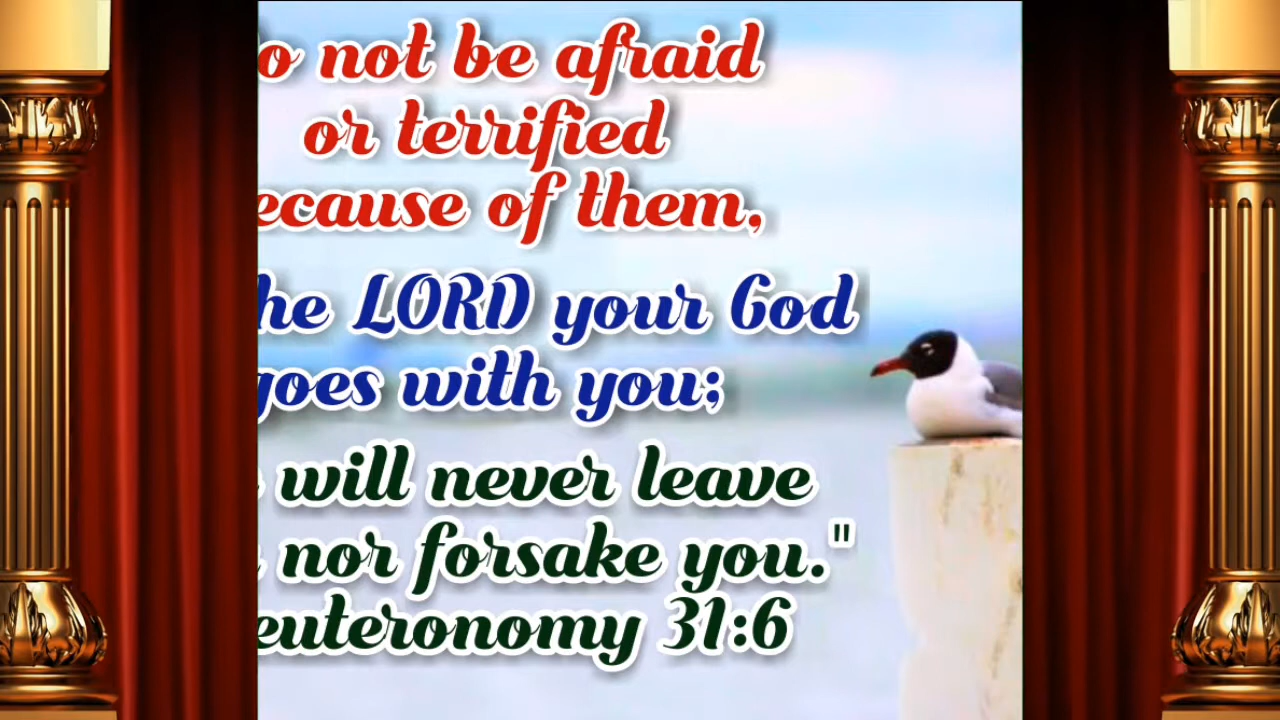 o not be afraid
or terrified
ecause of them,
he LORD your God
goes with you;
will never leave
nor forsake you."
euteronomy 31:6